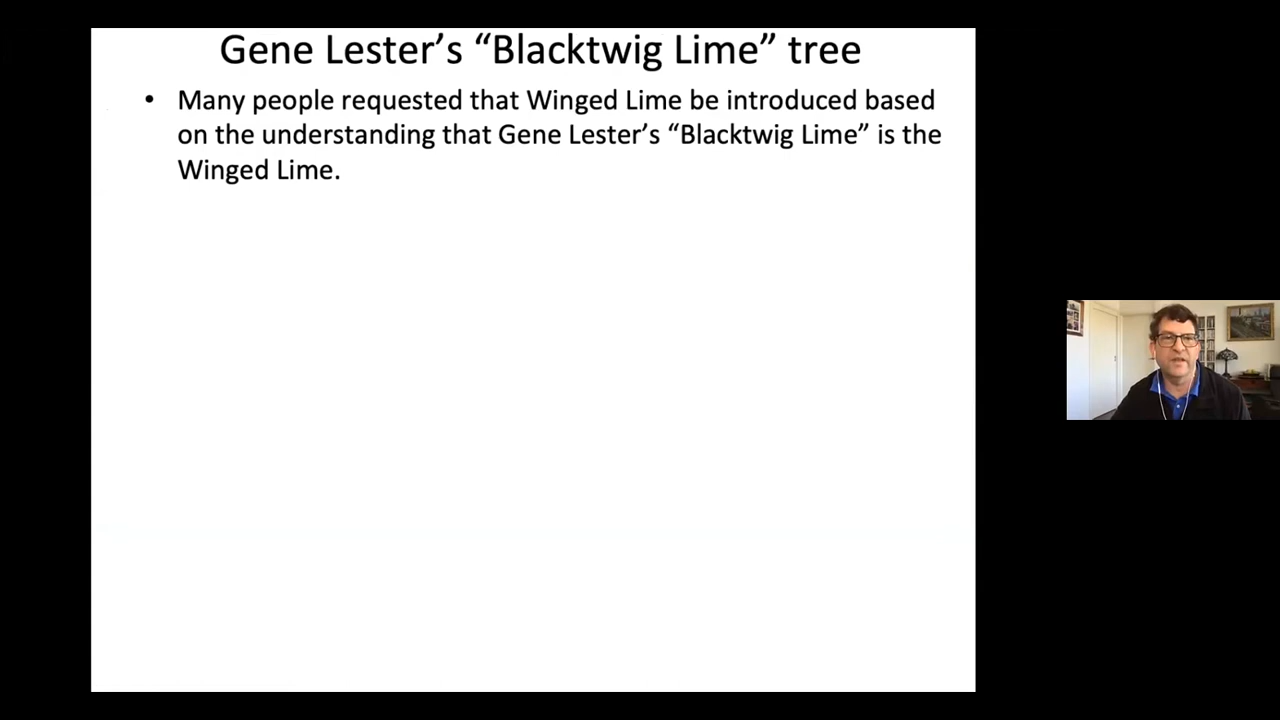 Gene Lester’s “Blacktwig Lime” tree
• Many people requested that Winged Lime be introduced based
on the understanding that Gene Lester’s “Blacktwig Lime” is the
Winged Lime.